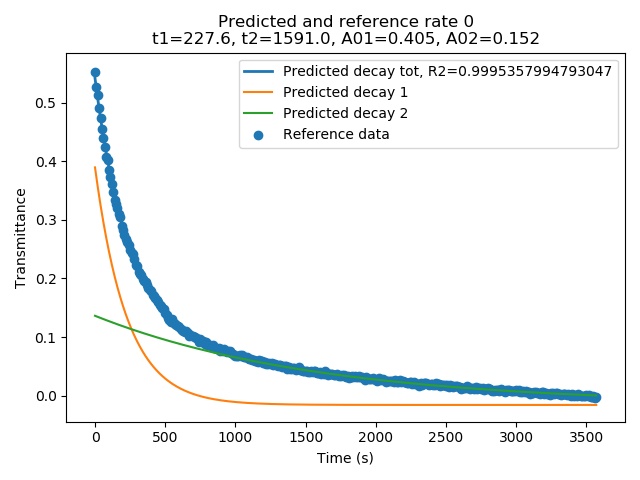 Predicted and reference rate 0
t1=227.6, t2=1591.0, A01=0.405, A02=0.152
Predicted decay tot, R2=0.9995357994793047
Predicted decay 1
Predicted decay 2
Reference data
Transmittance
0.5
0.4
0.3
0.2
0.1
0.0
0 500 1000 1500 2000 2500 3000 3500
Time (s)